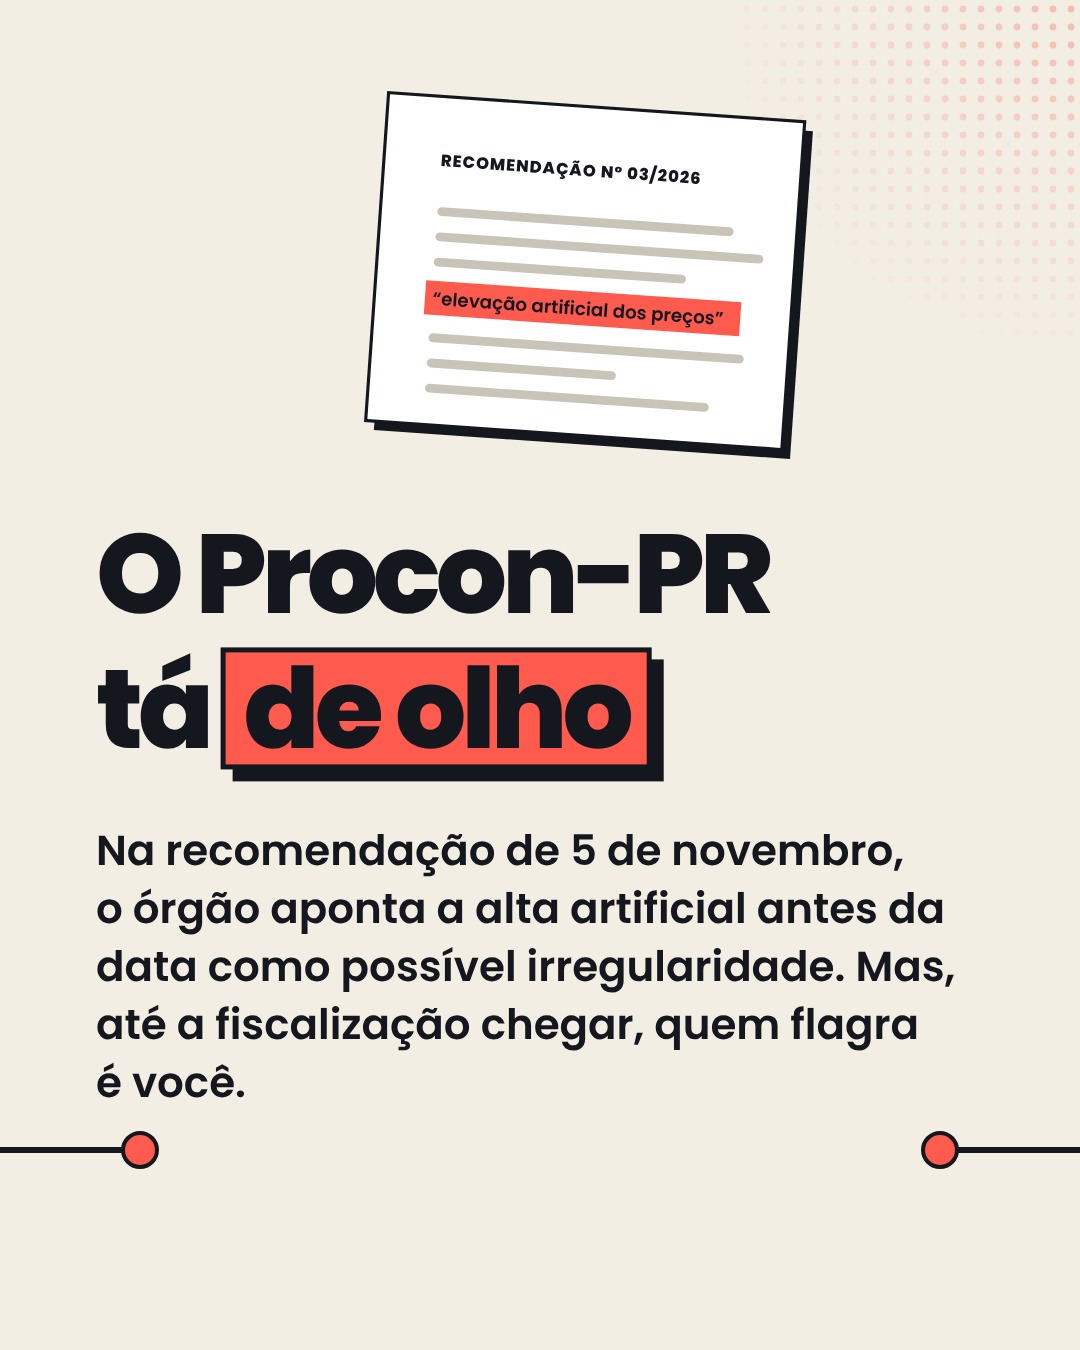 RECOMENDAÇÃO Nº 03/2026
“elevação artificial dos preços”
O Procon-PR
tá de olho
Na recomendação de 5 de novembro,
o órgão aponta a alta artificial antes da
data como possível irregularidade. Mas,
até a fiscalização chegar, quem flagra
é você.